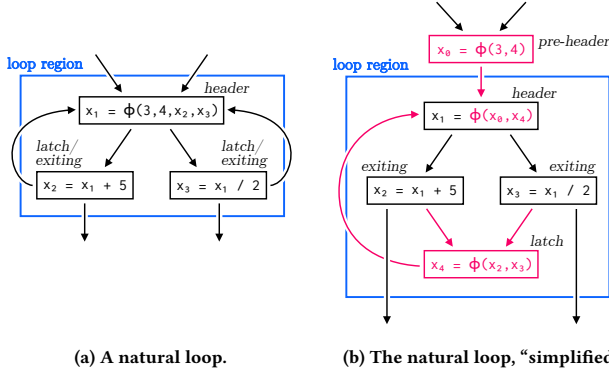 loop region
header
x₁ = ϕ(3,4,x₂,x₃)
latch/
exiting
latch/
exiting
x₂ = x₁ + 5
x₃ = x₁ / 2
(a) A natural loop.
pre-header
x₀ = ϕ(3,4)
loop region
header
x₁ = ϕ(x₀,x₄)
exiting
exiting
x₂ = x₁ + 5
x₃ = x₁ / 2
latch
x₄ = ϕ(x₂,x₃)
(b) The natural loop, “simplified